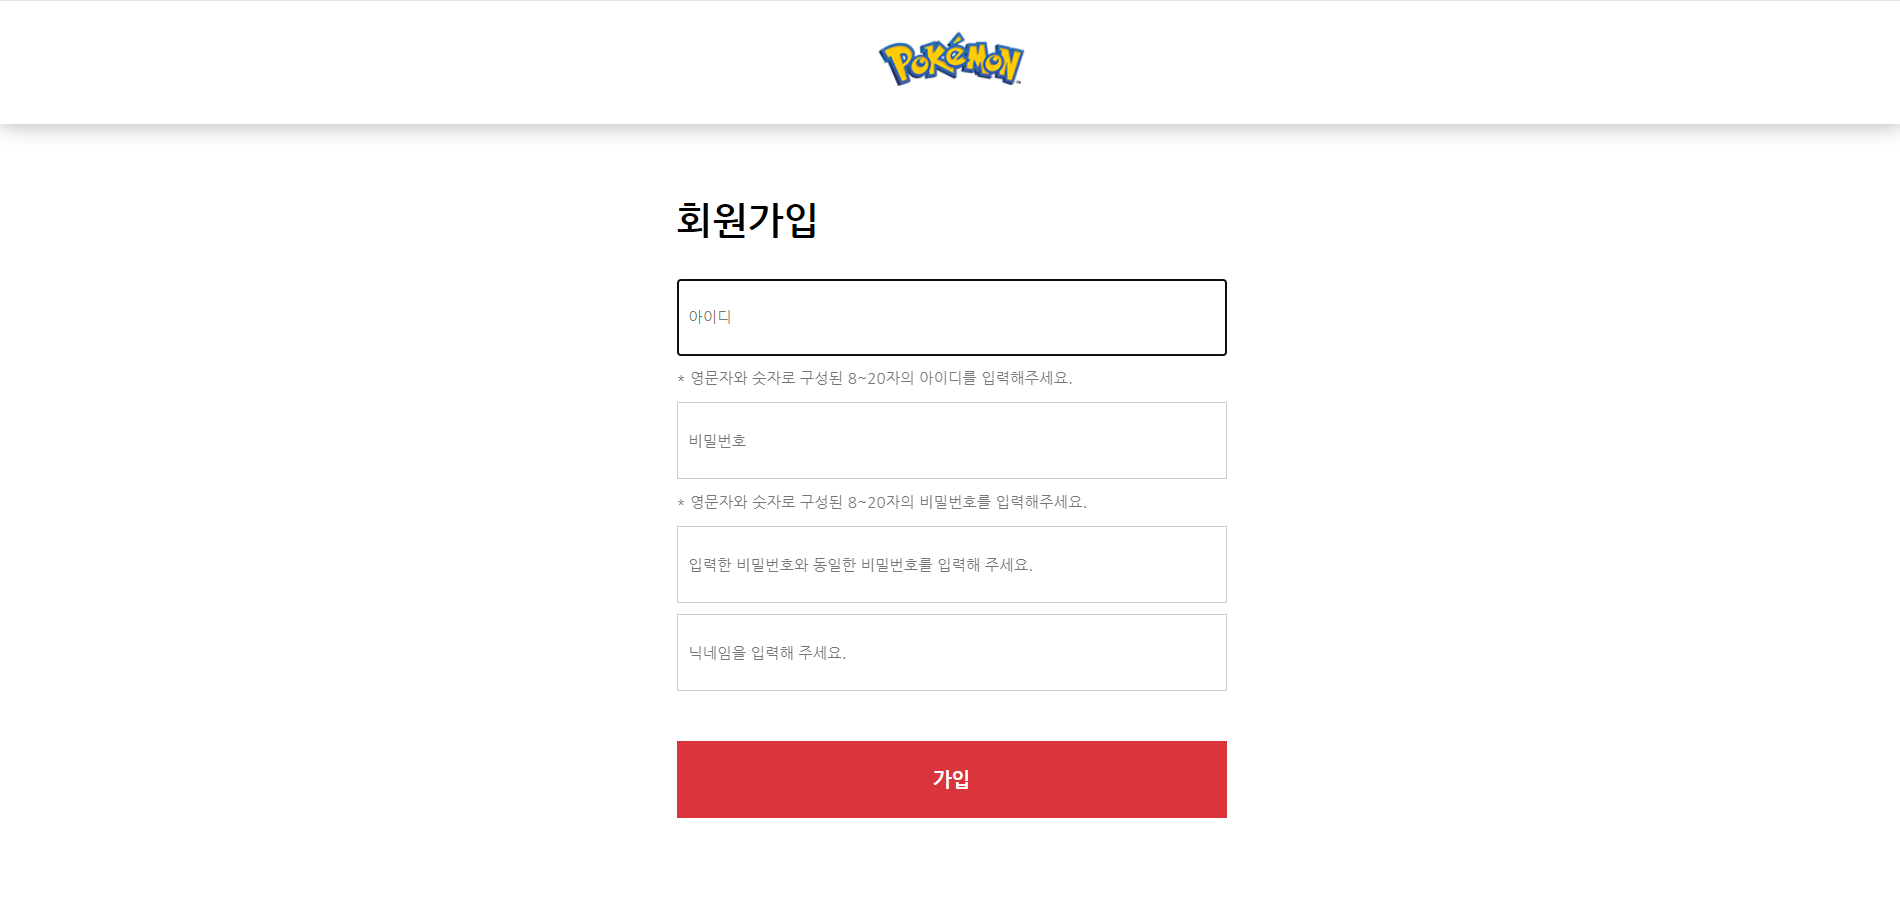 POKéMON
회원가입
아이디
* 영문자와 숫자로 구성된 8~20자의 아이디를 입력해주세요.
비밀번호
* 영문자와 숫자로 구성된 8~20자의 비밀번호를 입력해주세요.
입력한 비밀번호와 동일한 비밀번호를 입력해 주세요.
닉네임을 입력해 주세요.
가입